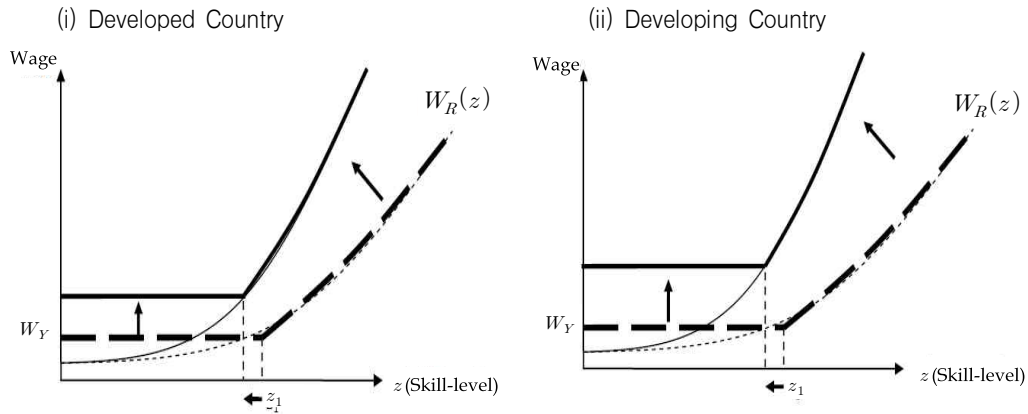 (i) Developed Country
Wage
W_R(z)
W_Y
z (Skill-level)
z_1
(ii) Developing Country
Wage
W_R(z)
W_Y
z (Skill-level)
z_1